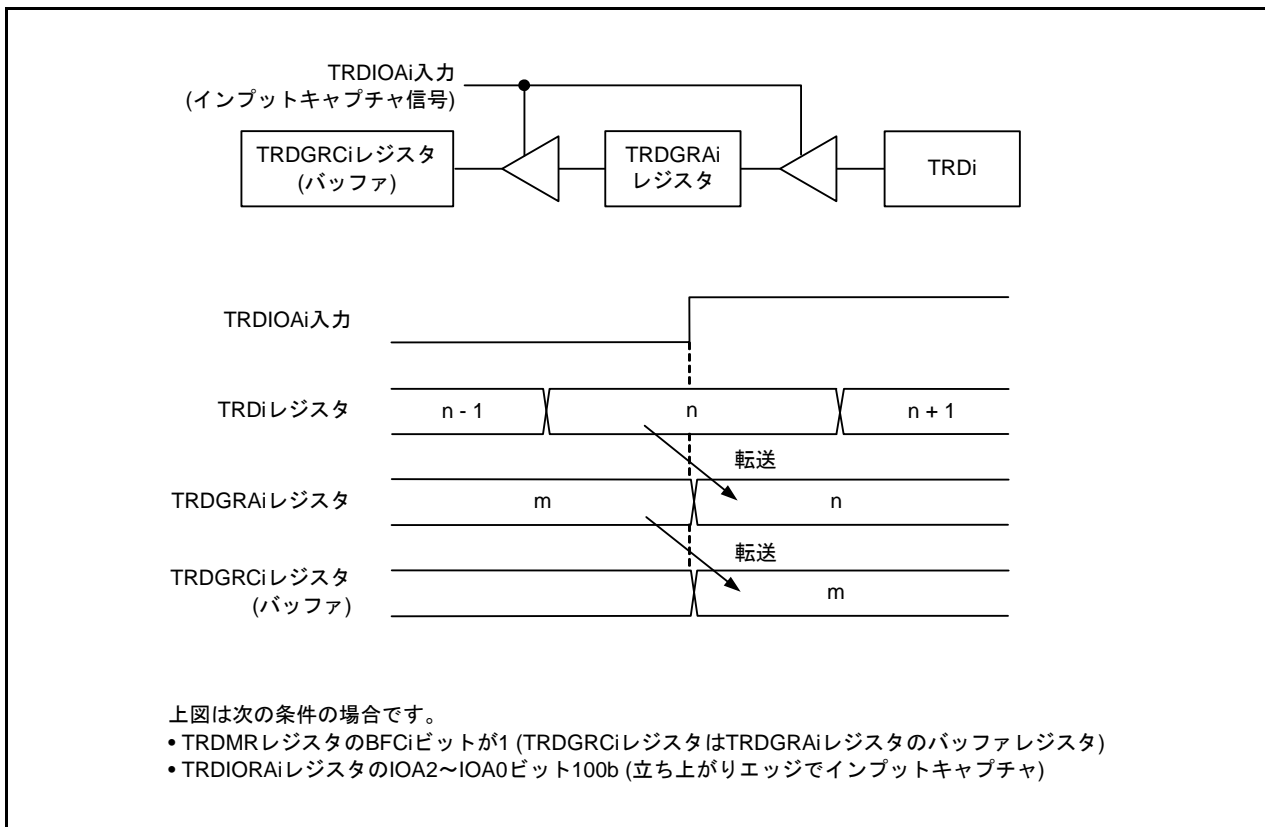 TRDIOAi入力
(インプットキャプチャ信号)
TRDGRCiレジスタ
(バッファ)
TRDGRAi
レジスタ
TRDi
TRDIOAi入力
TRDiレジスタ
n - 1
n
n + 1
転送
TRDGRAiレジスタ
m
n
転送
TRDGRCiレジスタ
(バッファ)
m
上図は次の条件の場合です。
• TRDMRレジスタのBFCiビットが1 (TRDGRCiレジスタはTRDGRAiレジスタのバッファレジスタ)
• TRDIORAiレジスタのIOA2～IOA0ビット100b (立ち上がりエッジでインプットキャプチャ)